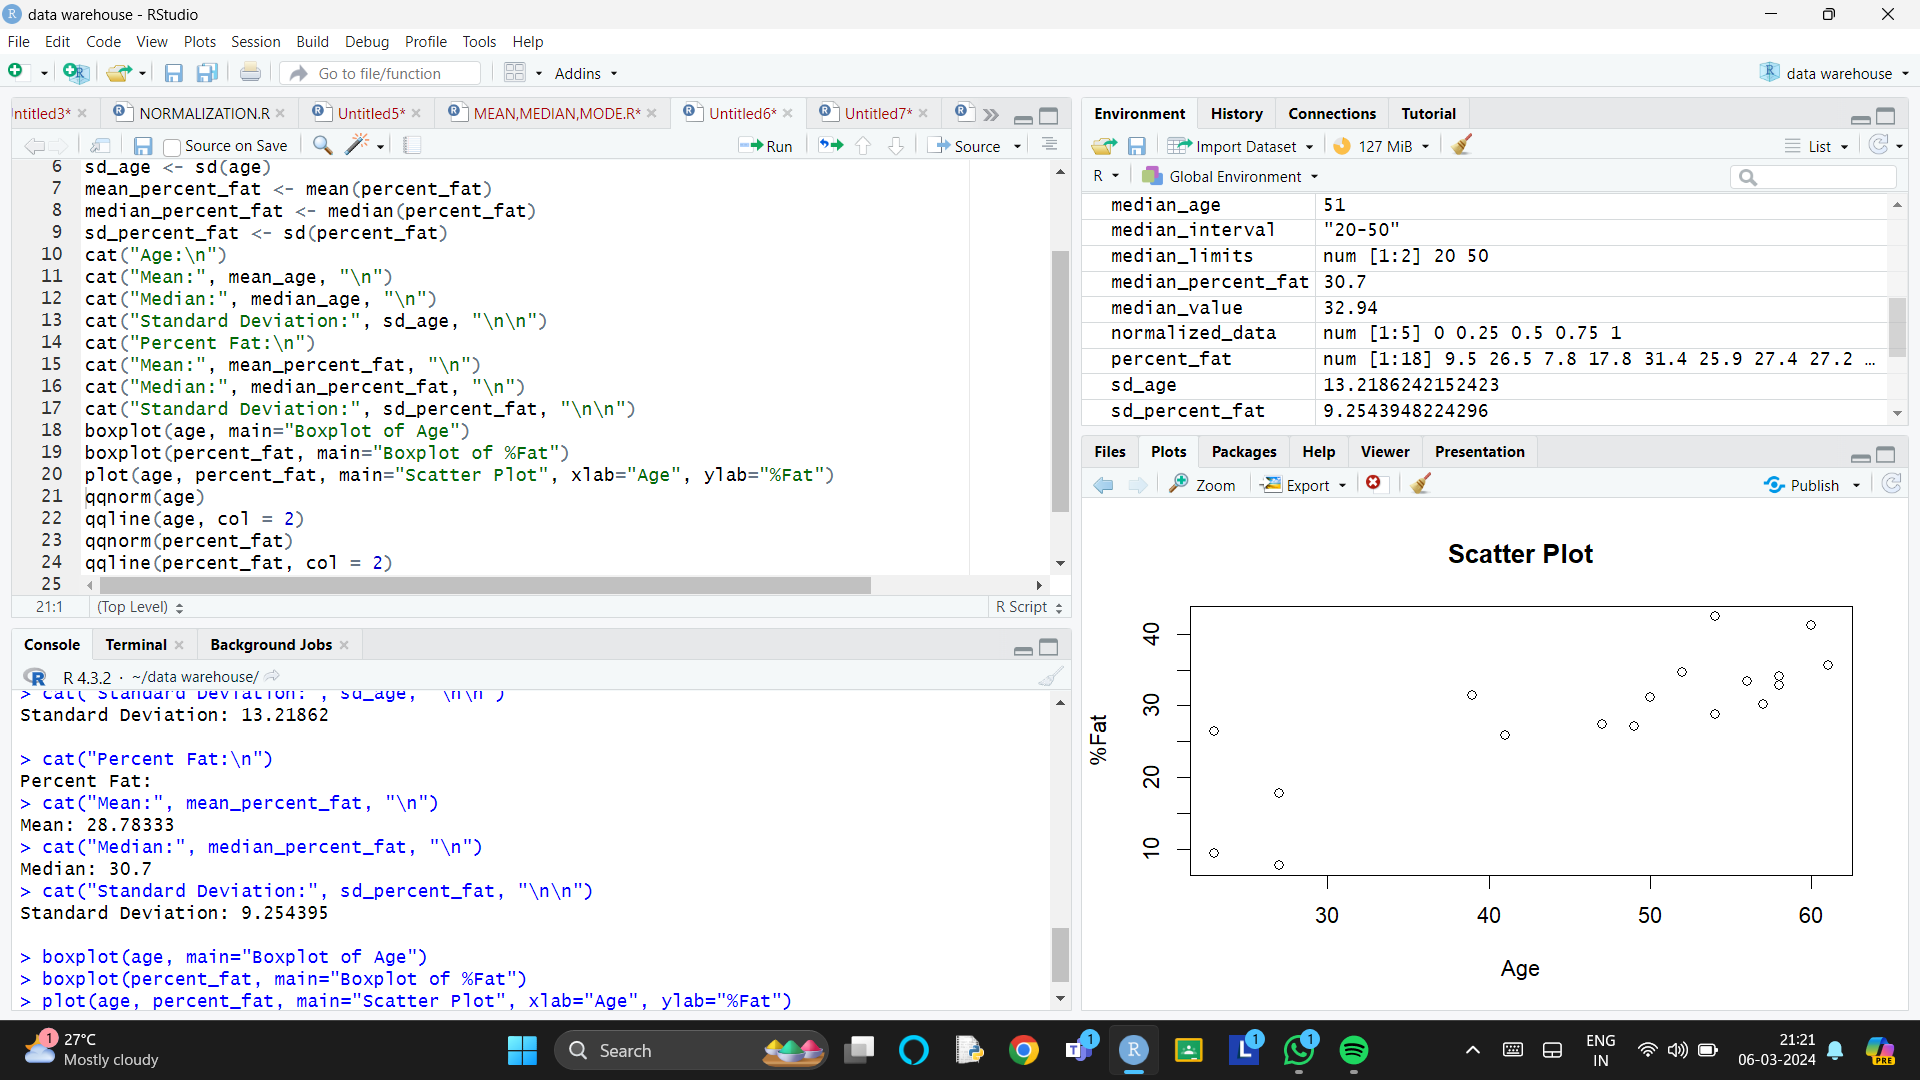 data warehouse - RStudio
File Edit Code View Plots Session Build Debug Profile Tools Help
Go to file/function
Addins
data warehouse
ntitled3*
NORMALIZATION.R
Untitled5*
MEAN,MEDIAN,MODE.R*
Untitled6*
Untitled7*
Source on Save
Run
Source
6 sd_age <- sd(age)
7 mean_percent_fat <- mean(percent_fat)
8 median_percent_fat <- median(percent_fat)
9 sd_percent_fat <- sd(percent_fat)
10 cat("Age:\n")
11 cat("Mean:", mean_age, "\n")
12 cat("Median:", median_age, "\n")
13 cat("Standard Deviation:", sd_age, "\n\n")
14 cat("Percent Fat:\n")
15 cat("Mean:", mean_percent_fat, "\n")
16 cat("Median:", median_percent_fat, "\n")
17 cat("Standard Deviation:", sd_percent_fat, "\n\n")
18 boxplot(age, main="Boxplot of Age")
19 boxplot(percent_fat, main="Boxplot of %Fat")
20 plot(age, percent_fat, main="Scatter Plot", xlab="Age", ylab="%Fat")
21 qqnorm(age)
22 qqline(age, col = 2)
23 qqnorm(percent_fat)
24 qqline(percent_fat, col = 2)
25
21:1
(Top Level)
R Script
Console
Terminal
Background Jobs
R 4.3.2 · ~/data warehouse/
> cat("Standard Deviation:", sd_age, "\n\n")
Standard Deviation: 13.21862
> cat("Percent Fat:\n")
Percent Fat:
> cat("Mean:", mean_percent_fat, "\n")
Mean: 28.78333
> cat("Median:", median_percent_fat, "\n")
Median: 30.7
> cat("Standard Deviation:", sd_percent_fat, "\n\n")
Standard Deviation: 9.254395
> boxplot(age, main="Boxplot of Age")
> boxplot(percent_fat, main="Boxplot of %Fat")
> plot(age, percent_fat, main="Scatter Plot", xlab="Age", ylab="%Fat")
Environment History Connections Tutorial
Import Dataset
127 MiB
List
R
Global Environment
median_age 51
median_interval "20-50"
median_limits num [1:2] 20 50
median_percent_fat 30.7
median_value 32.94
normalized_data num [1:5] 0 0.25 0.5 0.75 1
percent_fat num [1:18] 9.5 26.5 7.8 17.8 31.4 25.9 27.4 27.2 ...
sd_age 13.2186242152423
sd_percent_fat 9.2543948224296
Files Plots Packages Help Viewer Presentation
Zoom
Export
Publish
Scatter Plot
%Fat
40
30
20
10
30 40 50 60
Age
1
27°C
Mostly cloudy
Search
1
R
L
1
1
ENG
IN
21:21
06-03-2024
PRE